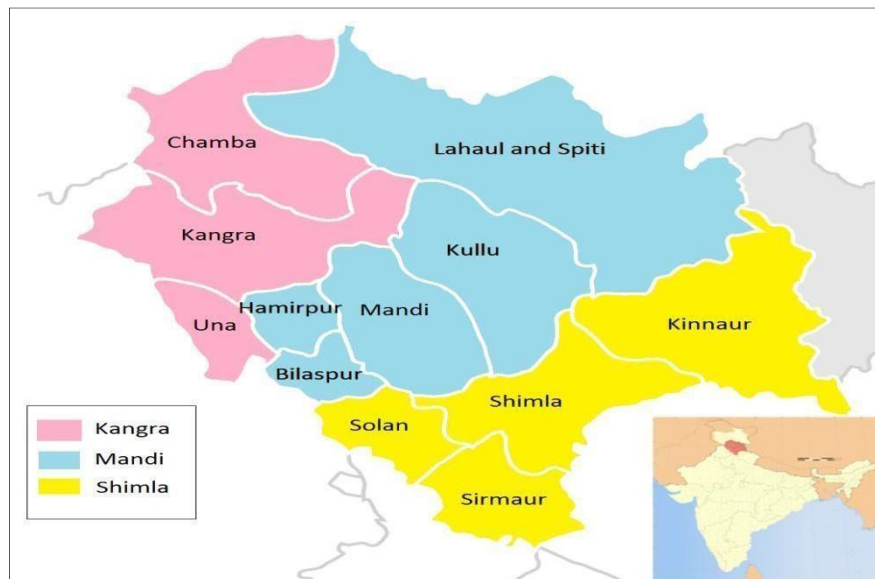 Chamba
Lahaul and Spiti
Kangra
Kullu
Hamirpur
Mandi
Una
Kinnaur
Bilaspur
Shimla
Solan
Sirmaur
Kangra
Mandi
Shimla